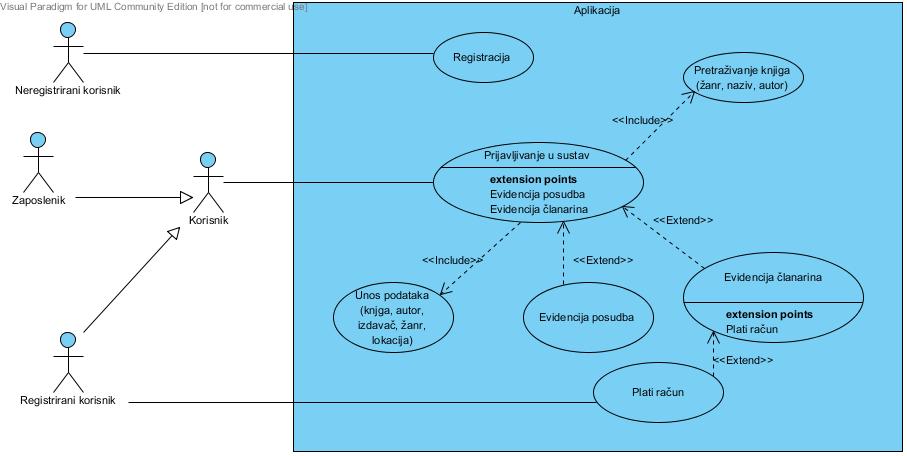 Visual Paradigm for UML Community Edition [not for commercial use]
Aplikacija
Neregistrirani korisnik
Registracija
Pretraživanje knjiga
(žanr, naziv, autor)
<<Include>>
Zaposlenik
Korisnik
Prijavljivanje u sustav
extension points
Evidencija posudba
Evidencija članarina
<<Extend>>
<<Include>>
<<Extend>>
Unos podataka
(knjga, autor,
izdavač, žanr,
lokacija)
Evidencija posudba
Evidencija članarina
extension points
Plati račun
<<Extend>>
Registrirani korisnik
Plati račun